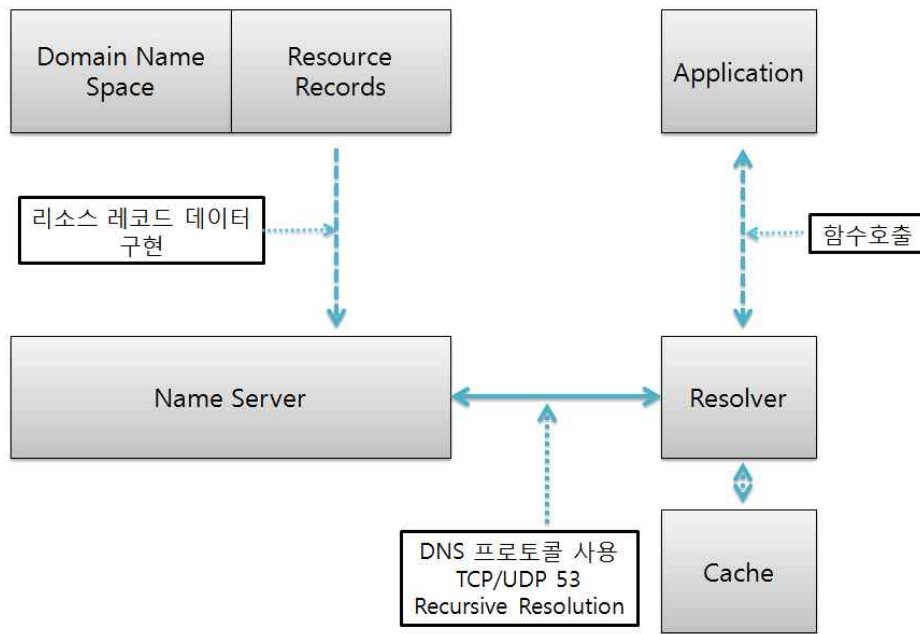 Domain Name
Space
Resource
Records
Application
리소스 레코드 데이터
구현
함수호출
Name Server
Resolver
DNS 프로토콜 사용
TCP/UDP 53
Recursive Resolution
Cache